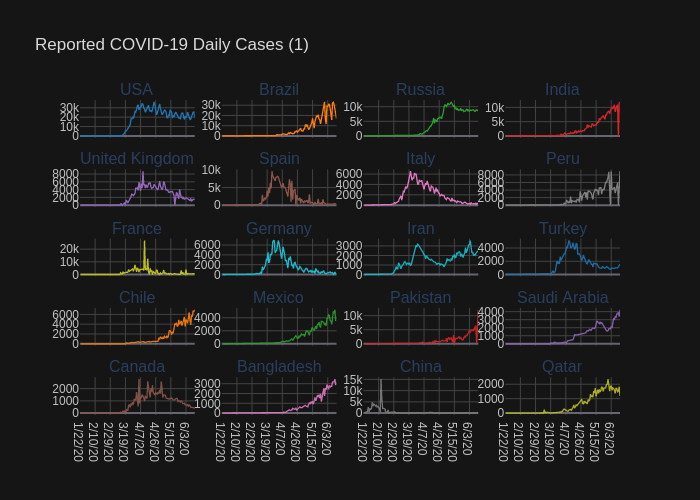 Reported COVID-19 Daily Cases (1)
USA
30k
20k
10k
0
Brazil
30k
20k
10k
0
Russia
10k
5k
0
India
10k
5k
0
United Kingdom
8000
6000
4000
2000
0
Spain
10k
5k
0
Italy
6000
4000
2000
0
Peru
8000
6000
4000
2000
0
France
20k
10k
0
Germany
6000
4000
2000
0
Iran
3000
2000
1000
0
Turkey
4000
2000
0
Chile
6000
4000
2000
0
Mexico
4000
2000
0
Pakistan
10k
5k
0
Saudi Arabia
4000
3000
2000
1000
0
Canada
2000
1000
0
Bangladesh
3000
2000
1000
0
China
15k
10k
5k
0
Qatar
2000
1000
0
1/22/20
2/10/20
2/29/20
3/19/20
4/7/20
4/26/20
5/15/20
6/3/20
1/22/20
2/10/20
2/29/20
3/19/20
4/7/20
4/26/20
5/15/20
6/3/20
1/22/20
2/10/20
2/29/20
3/19/20
4/7/20
4/26/20
5/15/20
6/3/20
1/22/20
2/10/20
2/29/20
3/19/20
4/7/20
4/26/20
5/15/20
6/3/20